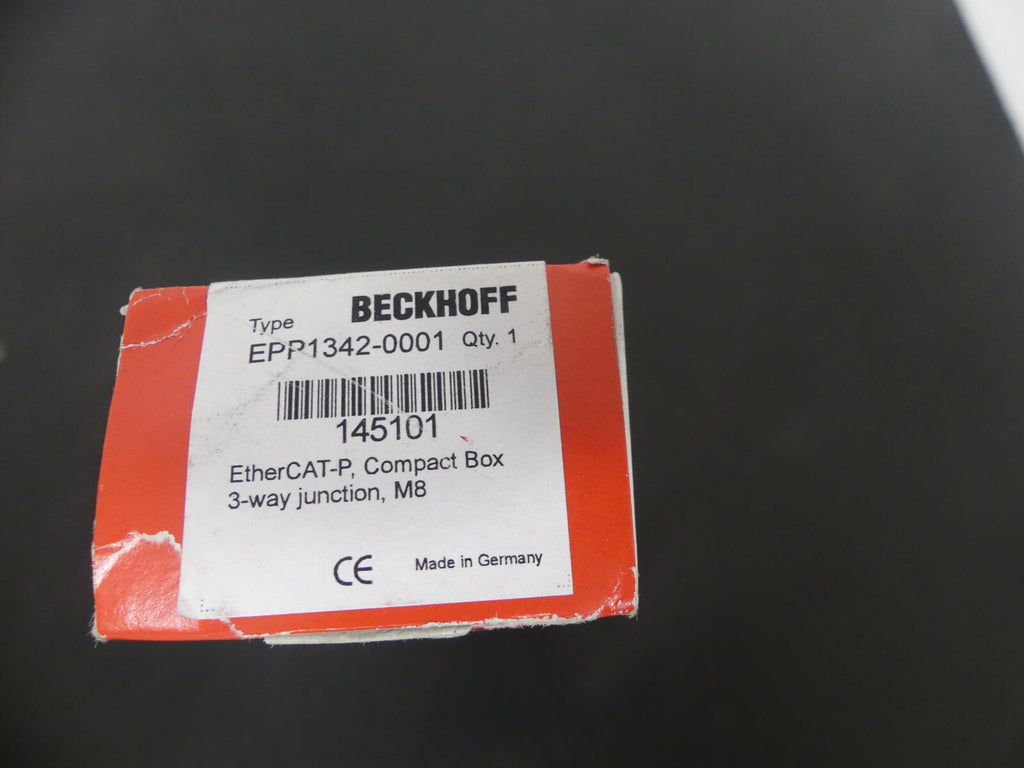 BECKHOFF
Type
EPP1342-0001 Qty. 1
145101
EtherCAT-P, Compact Box
3-way junction, M8
CE Made in Germany